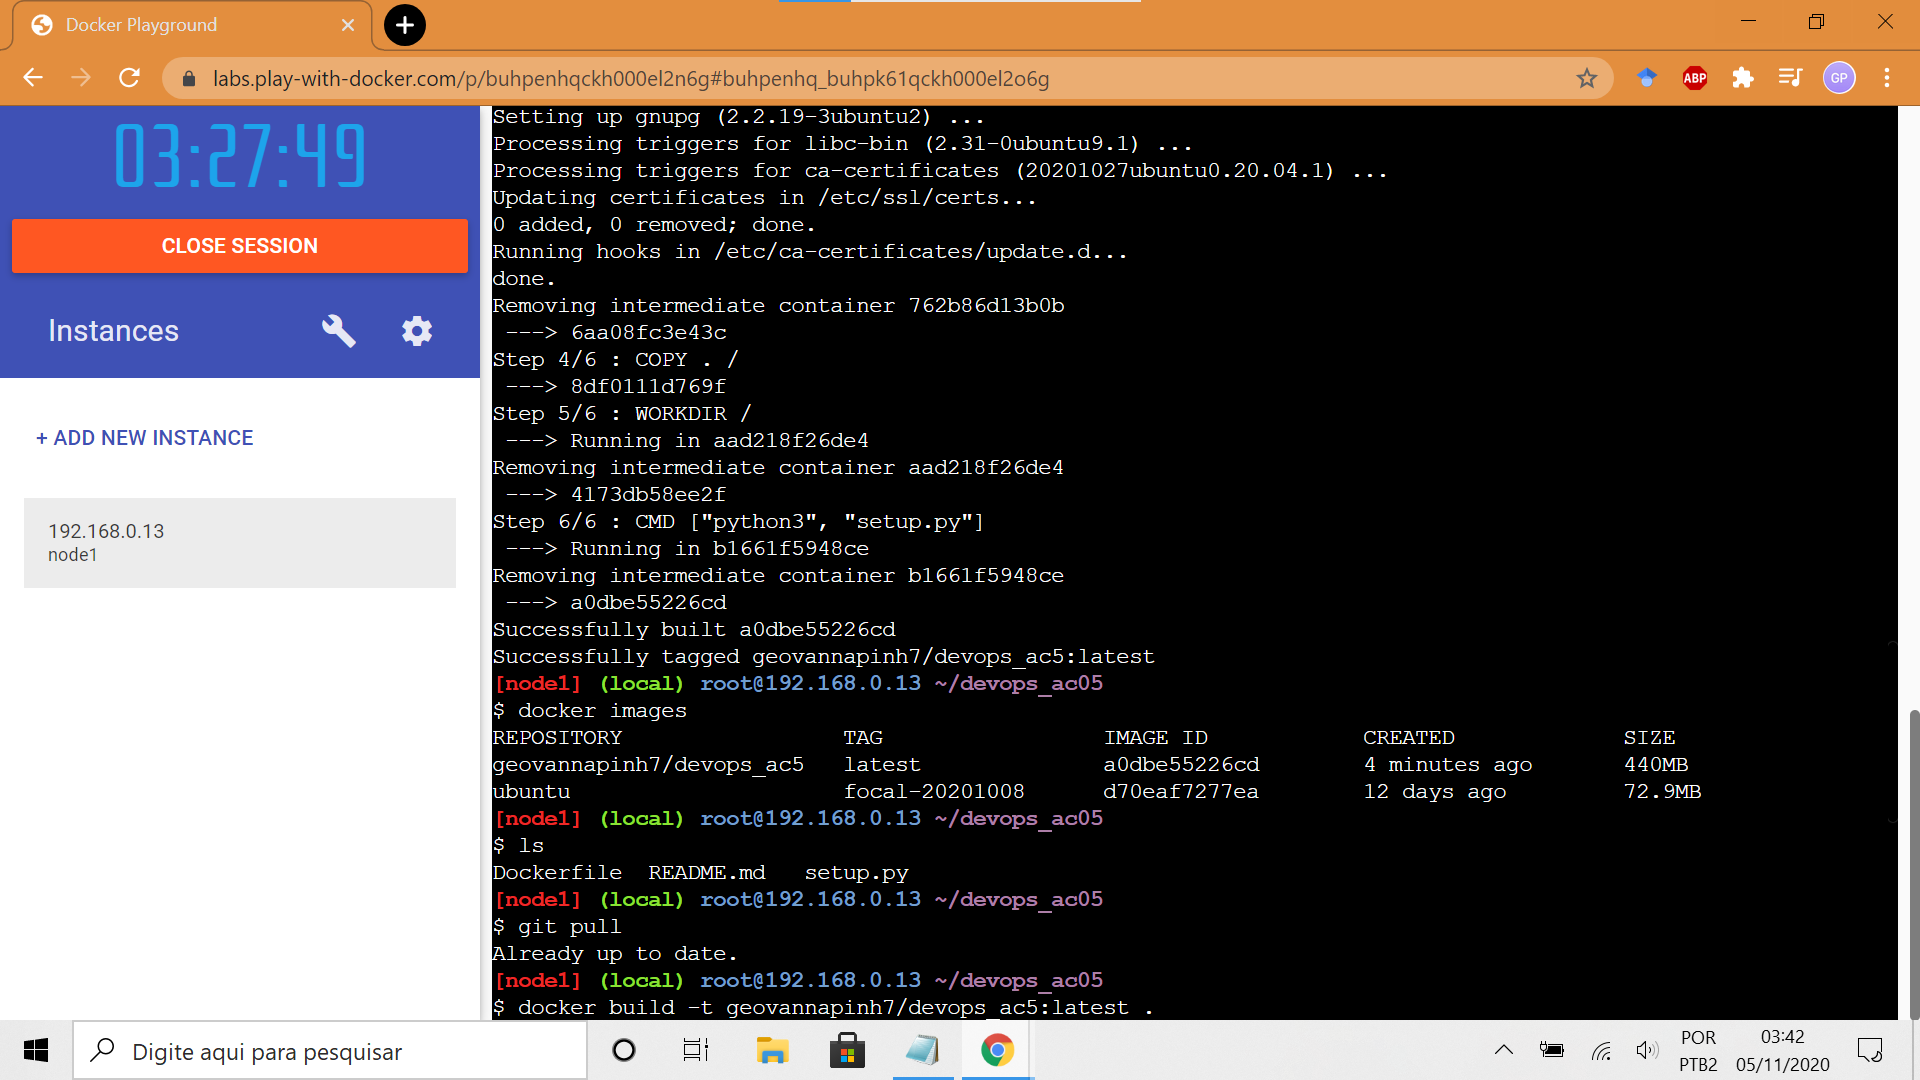 Docker Playground
labs.play-with-docker.com/p/buhpenhqckh000el2n6g#buhpenhq_buhpk61qckh000el2o6g
ABP
GP
03:27:49
CLOSE SESSION
Instances
+ ADD NEW INSTANCE
192.168.0.13
node1
Setting up gnupg (2.2.19-3ubuntu2) ...
Processing triggers for libc-bin (2.31-0ubuntu9.1) ...
Processing triggers for ca-certificates (20201027ubuntu0.20.04.1) ...
Updating certificates in /etc/ssl/certs...
0 added, 0 removed; done.
Running hooks in /etc/ca-certificates/update.d...
done.
Removing intermediate container 762b86d13b0b
---> 6aa08fc3e43c
Step 4/6 : COPY . /
---> 8df0111d769f
Step 5/6 : WORKDIR /
---> Running in aad218f26de4
Removing intermediate container aad218f26de4
---> 4173db58ee2f
Step 6/6 : CMD ["python3", "setup.py"]
---> Running in b1661f5948ce
Removing intermediate container b1661f5948ce
---> a0dbe55226cd
Successfully built a0dbe55226cd
Successfully tagged geovannapinh7/devops_ac5:latest
[node1] (local) root@192.168.0.13 ~/devops_ac05
$ docker images
REPOSITORY TAG IMAGE ID CREATED SIZE
geovannapinh7/devops_ac5 latest a0dbe55226cd 4 minutes ago 440MB
ubuntu focal-20201008 d70eaf7277ea 12 days ago 72.9MB
[node1] (local) root@192.168.0.13 ~/devops_ac05
$ ls
Dockerfile README.md setup.py
[node1] (local) root@192.168.0.13 ~/devops_ac05
$ git pull
Already up to date.
[node1] (local) root@192.168.0.13 ~/devops_ac05
$ docker build -t geovannapinh7/devops_ac5:latest .
Digite aqui para pesquisar
POR
PTB2
03:42
05/11/2020